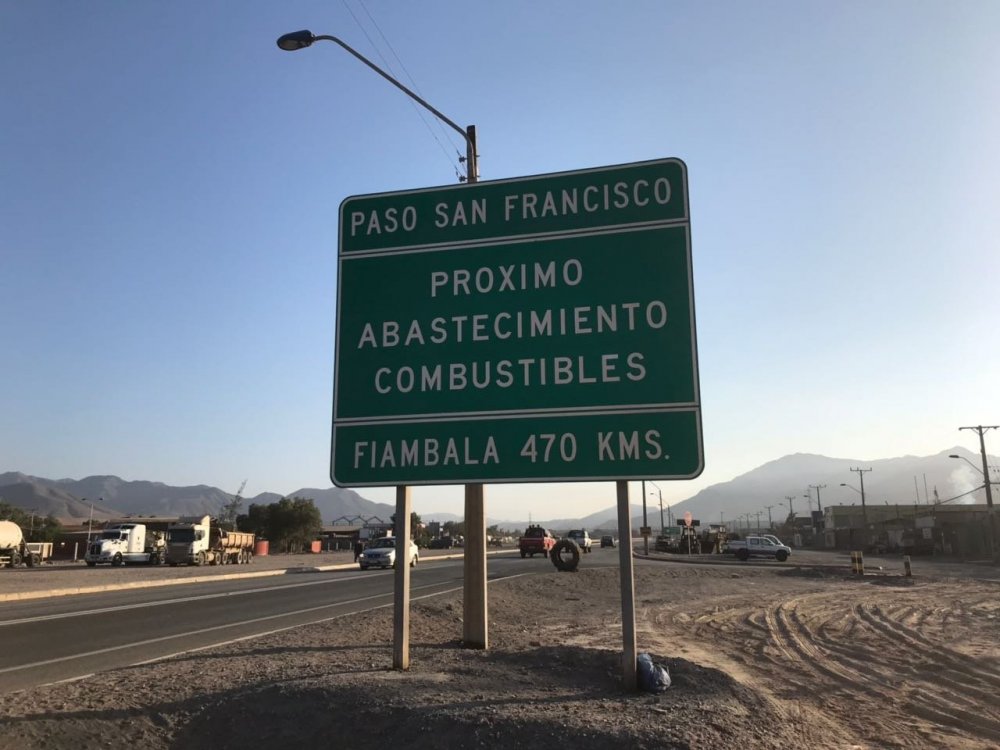 PASO SAN FRANCISCO
PROXIMO
ABASTECIMIENTO
COMBUSTIBLES
FIAMBALA 470 KMS.